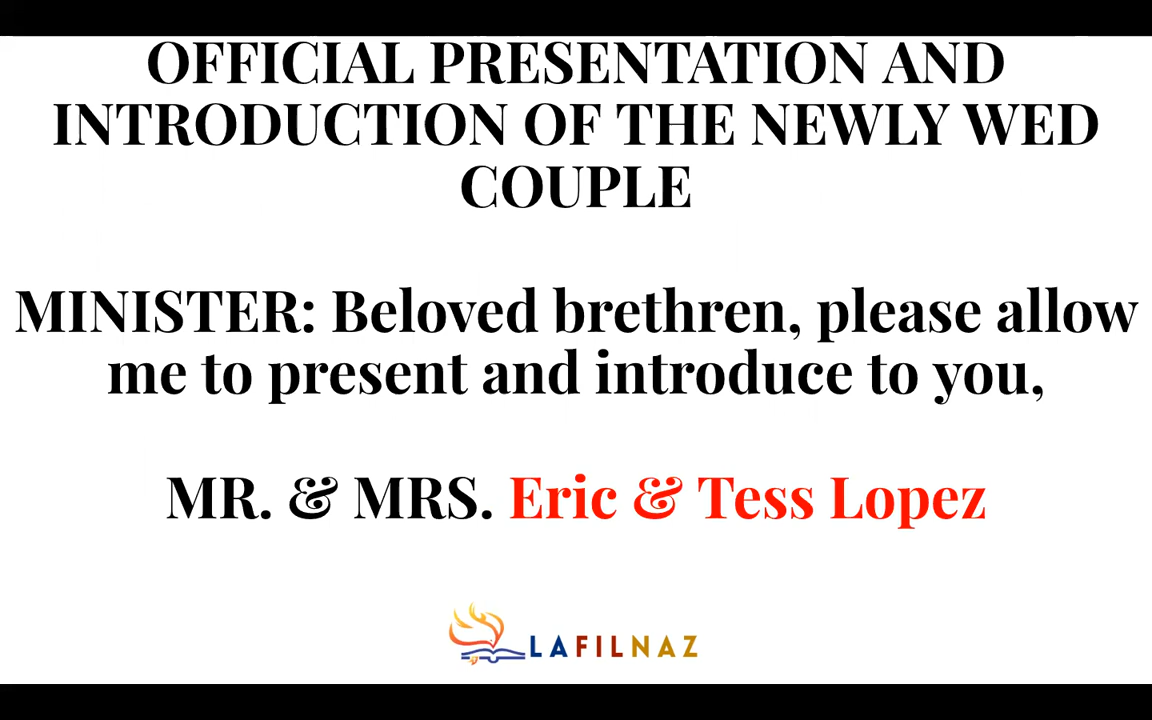 OFFICIAL PRESENTATION AND
INTRODUCTION OF THE NEWLY WED
COUPLE
MINISTER: Beloved brethren, please allow
me to present and introduce to you,
MR. & MRS. Eric & Tess Lopez
LAFILNAZ